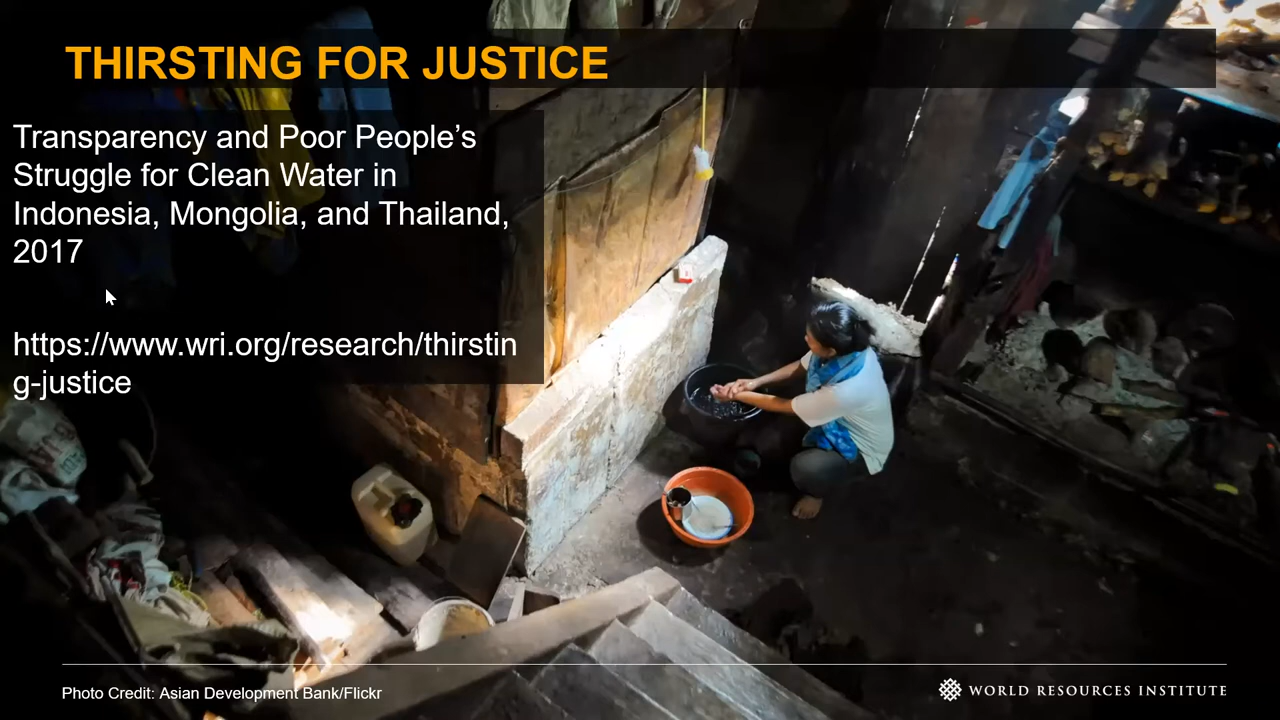 THIRSTING FOR JUSTICE
Transparency and Poor People’s
Struggle for Clean Water in
Indonesia, Mongolia, and Thailand,
2017
https://www.wri.org/research/thirstin
g-justice
Photo Credit: Asian Development Bank/Flickr
WORLD RESOURCES INSTITUTE